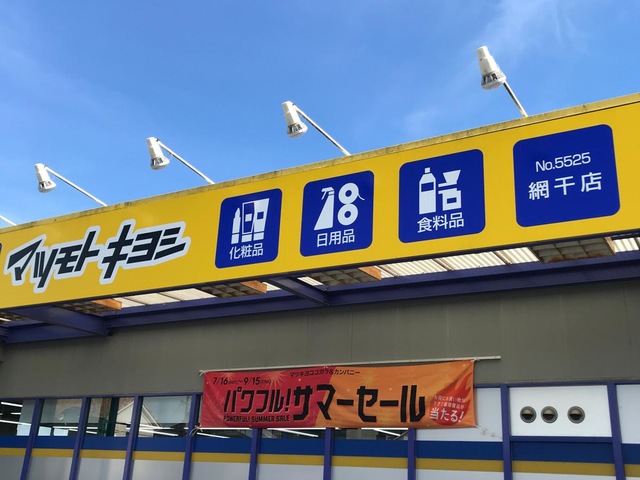 マツモトキヨシ
化粧品
日用品
食料品
No.5525
網干店
マツキヨココカラ&カンパニー
7/16 〜 9/15
パワフル!サマーセール
POWERFUL! SUMMER SALE
当たる!